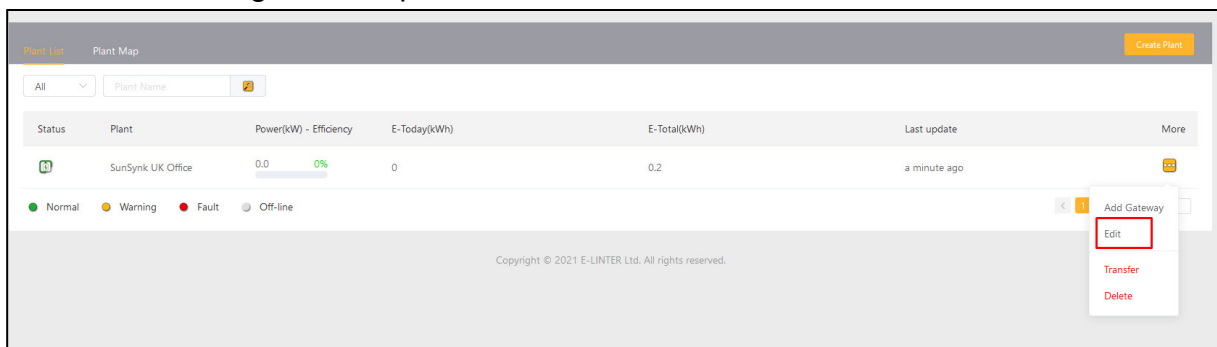 Plant List Plant Map Create Plant
All Plant Name
Status Plant Power(kW) - Efficiency E-Today(kWh) E-Total(kWh) Last update More
SunSynk UK Office 0.0 0% 0 0.2 a minute ago
Normal Warning Fault Off-line < 1
Add Gateway
Edit
Transfer
Delete
Copyright © 2021 E-LINTER Ltd. All rights reserved.